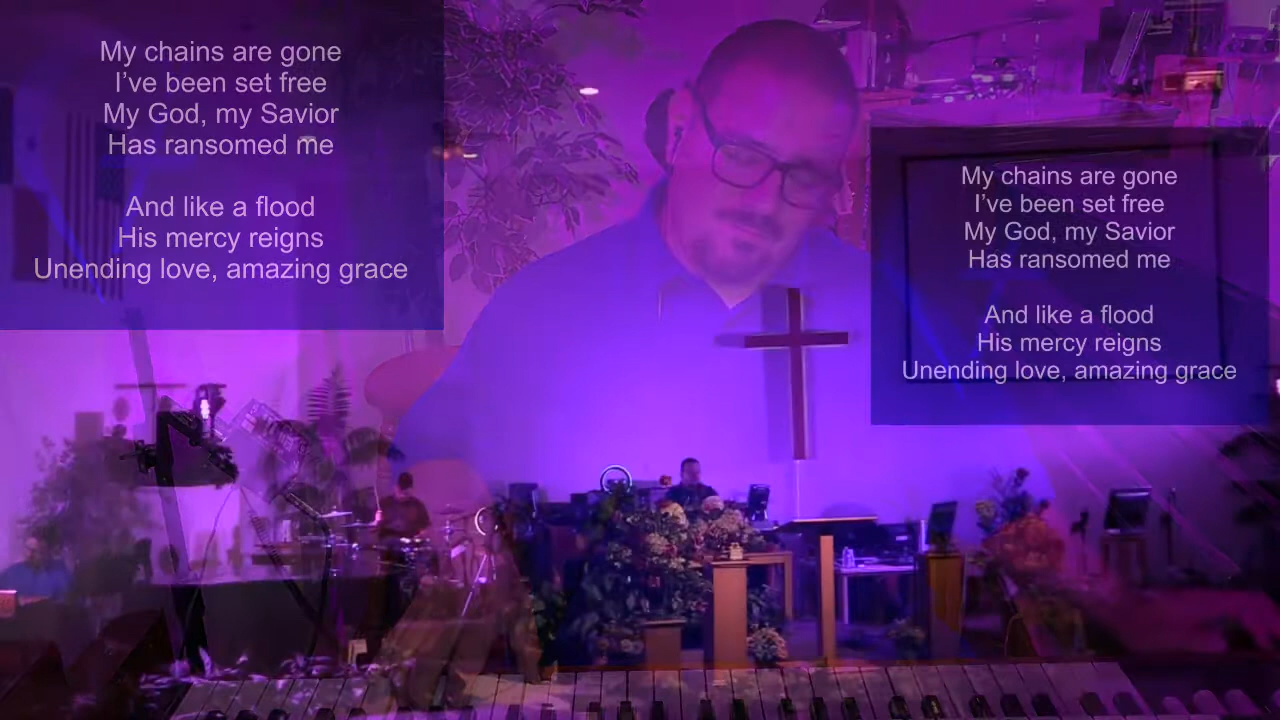 My chains are gone
I’ve been set free
My God, my Savior
Has ransomed me
And like a flood
His mercy reigns
Unending love, amazing grace
My chains are gone
I’ve been set free
My God, my Savior
Has ransomed me
And like a flood
His mercy reigns
Unending love, amazing grace